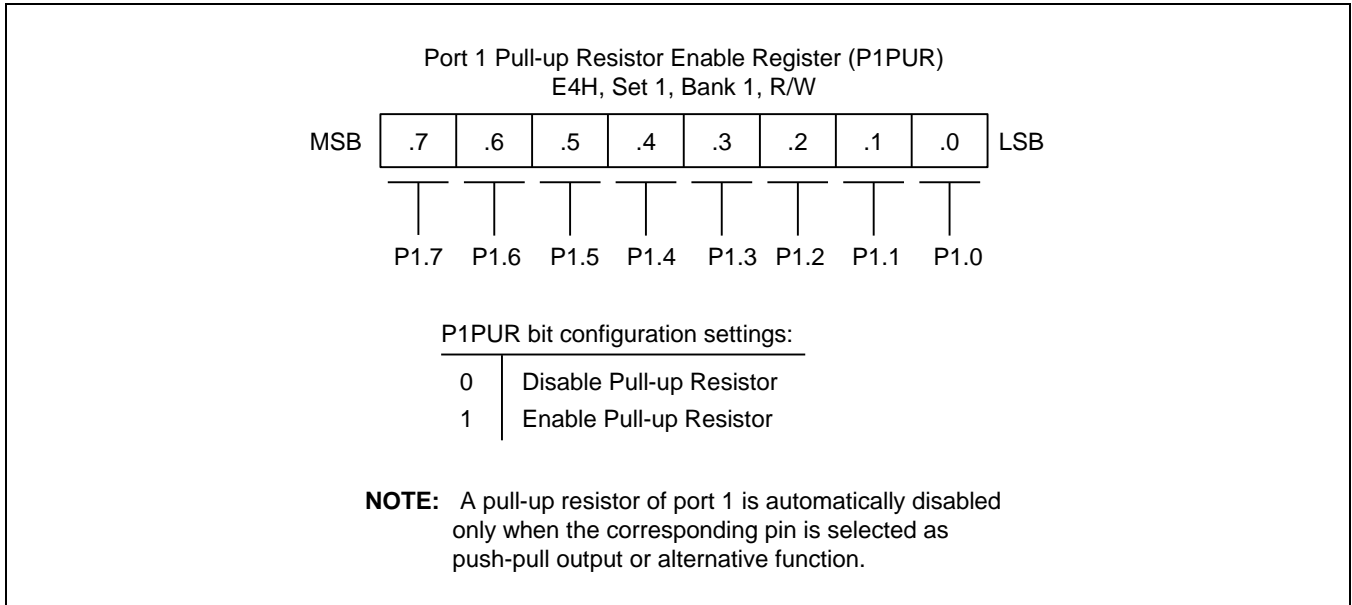 Port 1 Pull-up Resistor Enable Register (P1PUR)
E4H, Set 1, Bank 1, R/W
MSB .7 .6 .5 .4 .3 .2 .1 .0 LSB
P1.7 P1.6 P1.5 P1.4 P1.3 P1.2 P1.1 P1.0
P1PUR bit configuration settings:
0 Disable Pull-up Resistor
1 Enable Pull-up Resistor
NOTE: A pull-up resistor of port 1 is automatically disabled
only when the corresponding pin is selected as
push-pull output or alternative function.